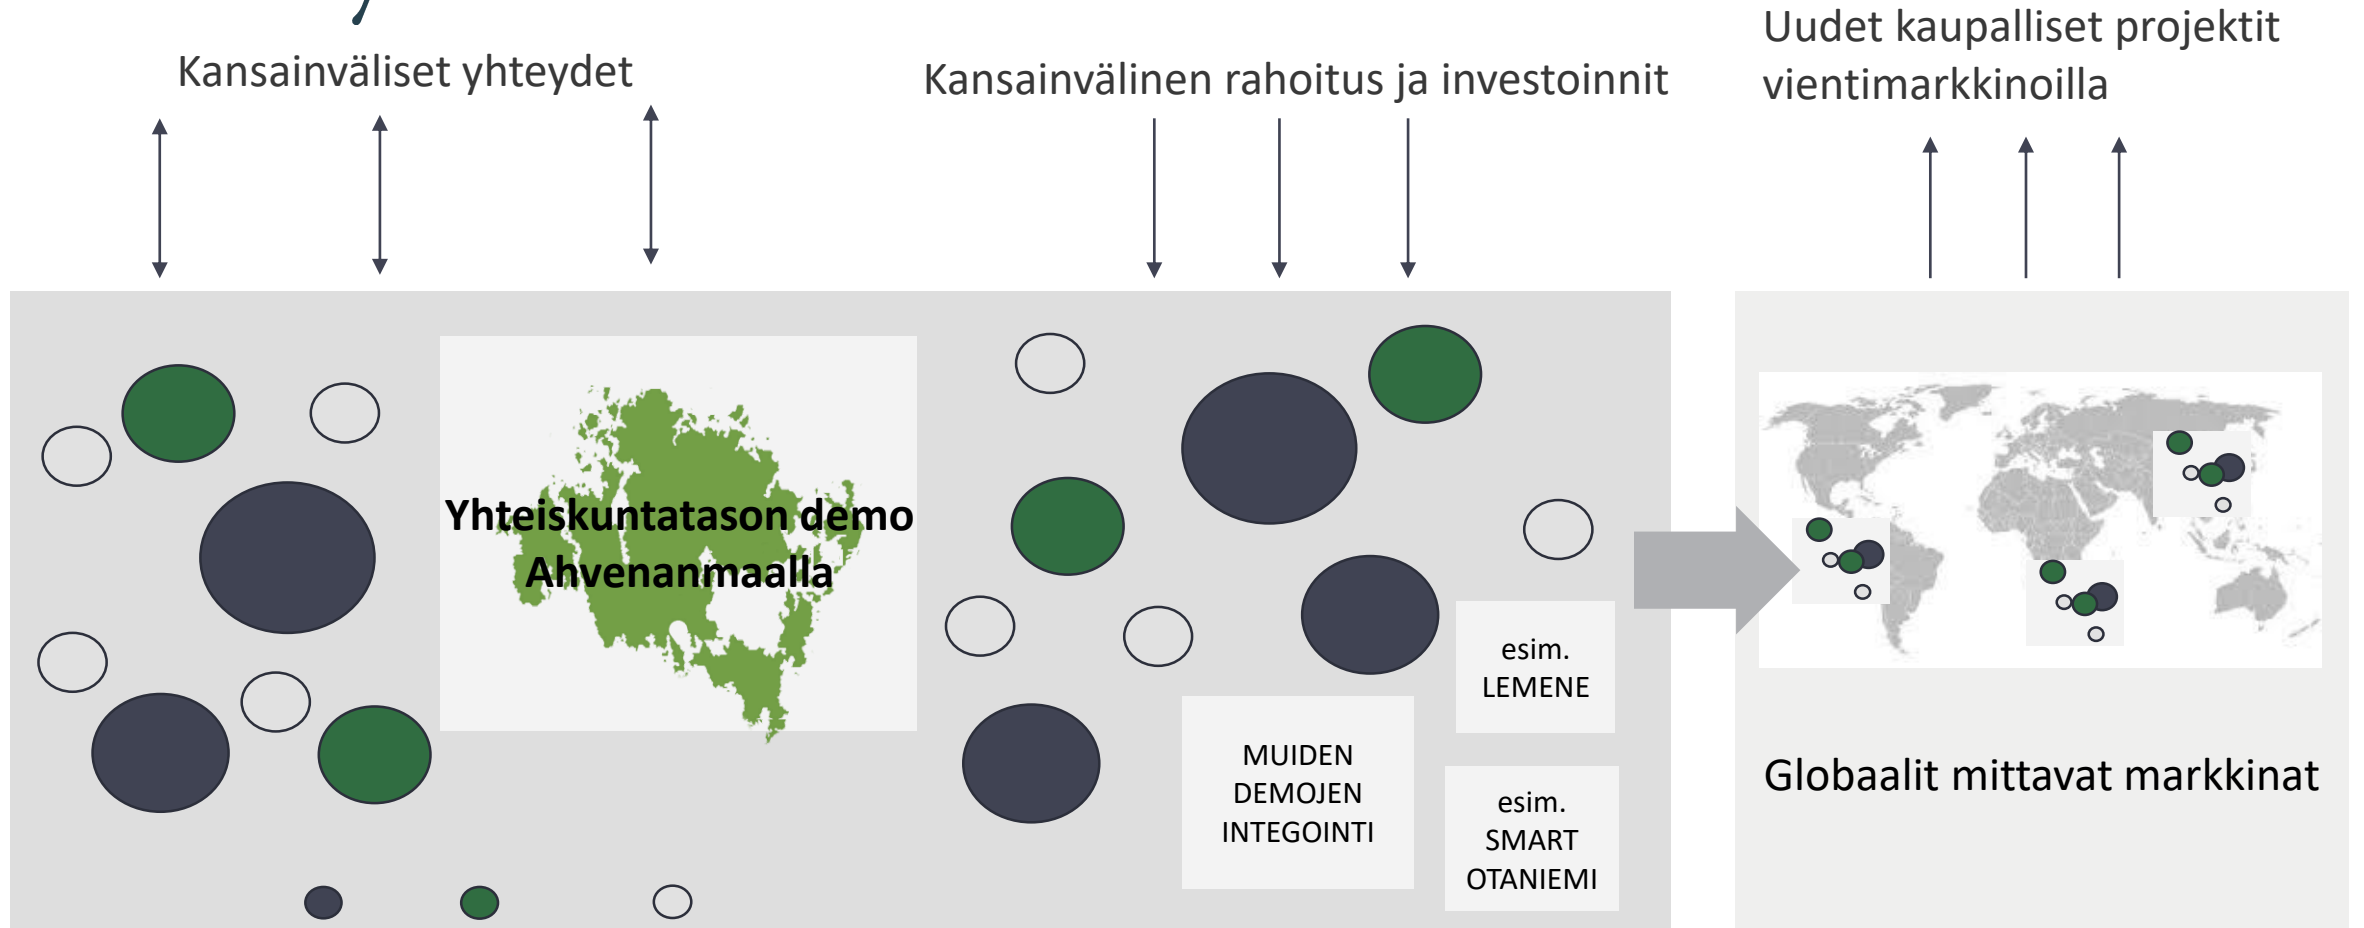 Kansainväliset yhteydet
Kansainvälinen rahoitus ja investoinnit
Uudet kaupalliset projektit
vientimarkkinoilla
Yhteiskuntatason demo
Ahvenanmaalla
esim.
LEMENE
MUIDEN
DEMOJEN
INTEGOINTI
esim.
SMART
OTANIEMI
Globaalit mittavat markkinat